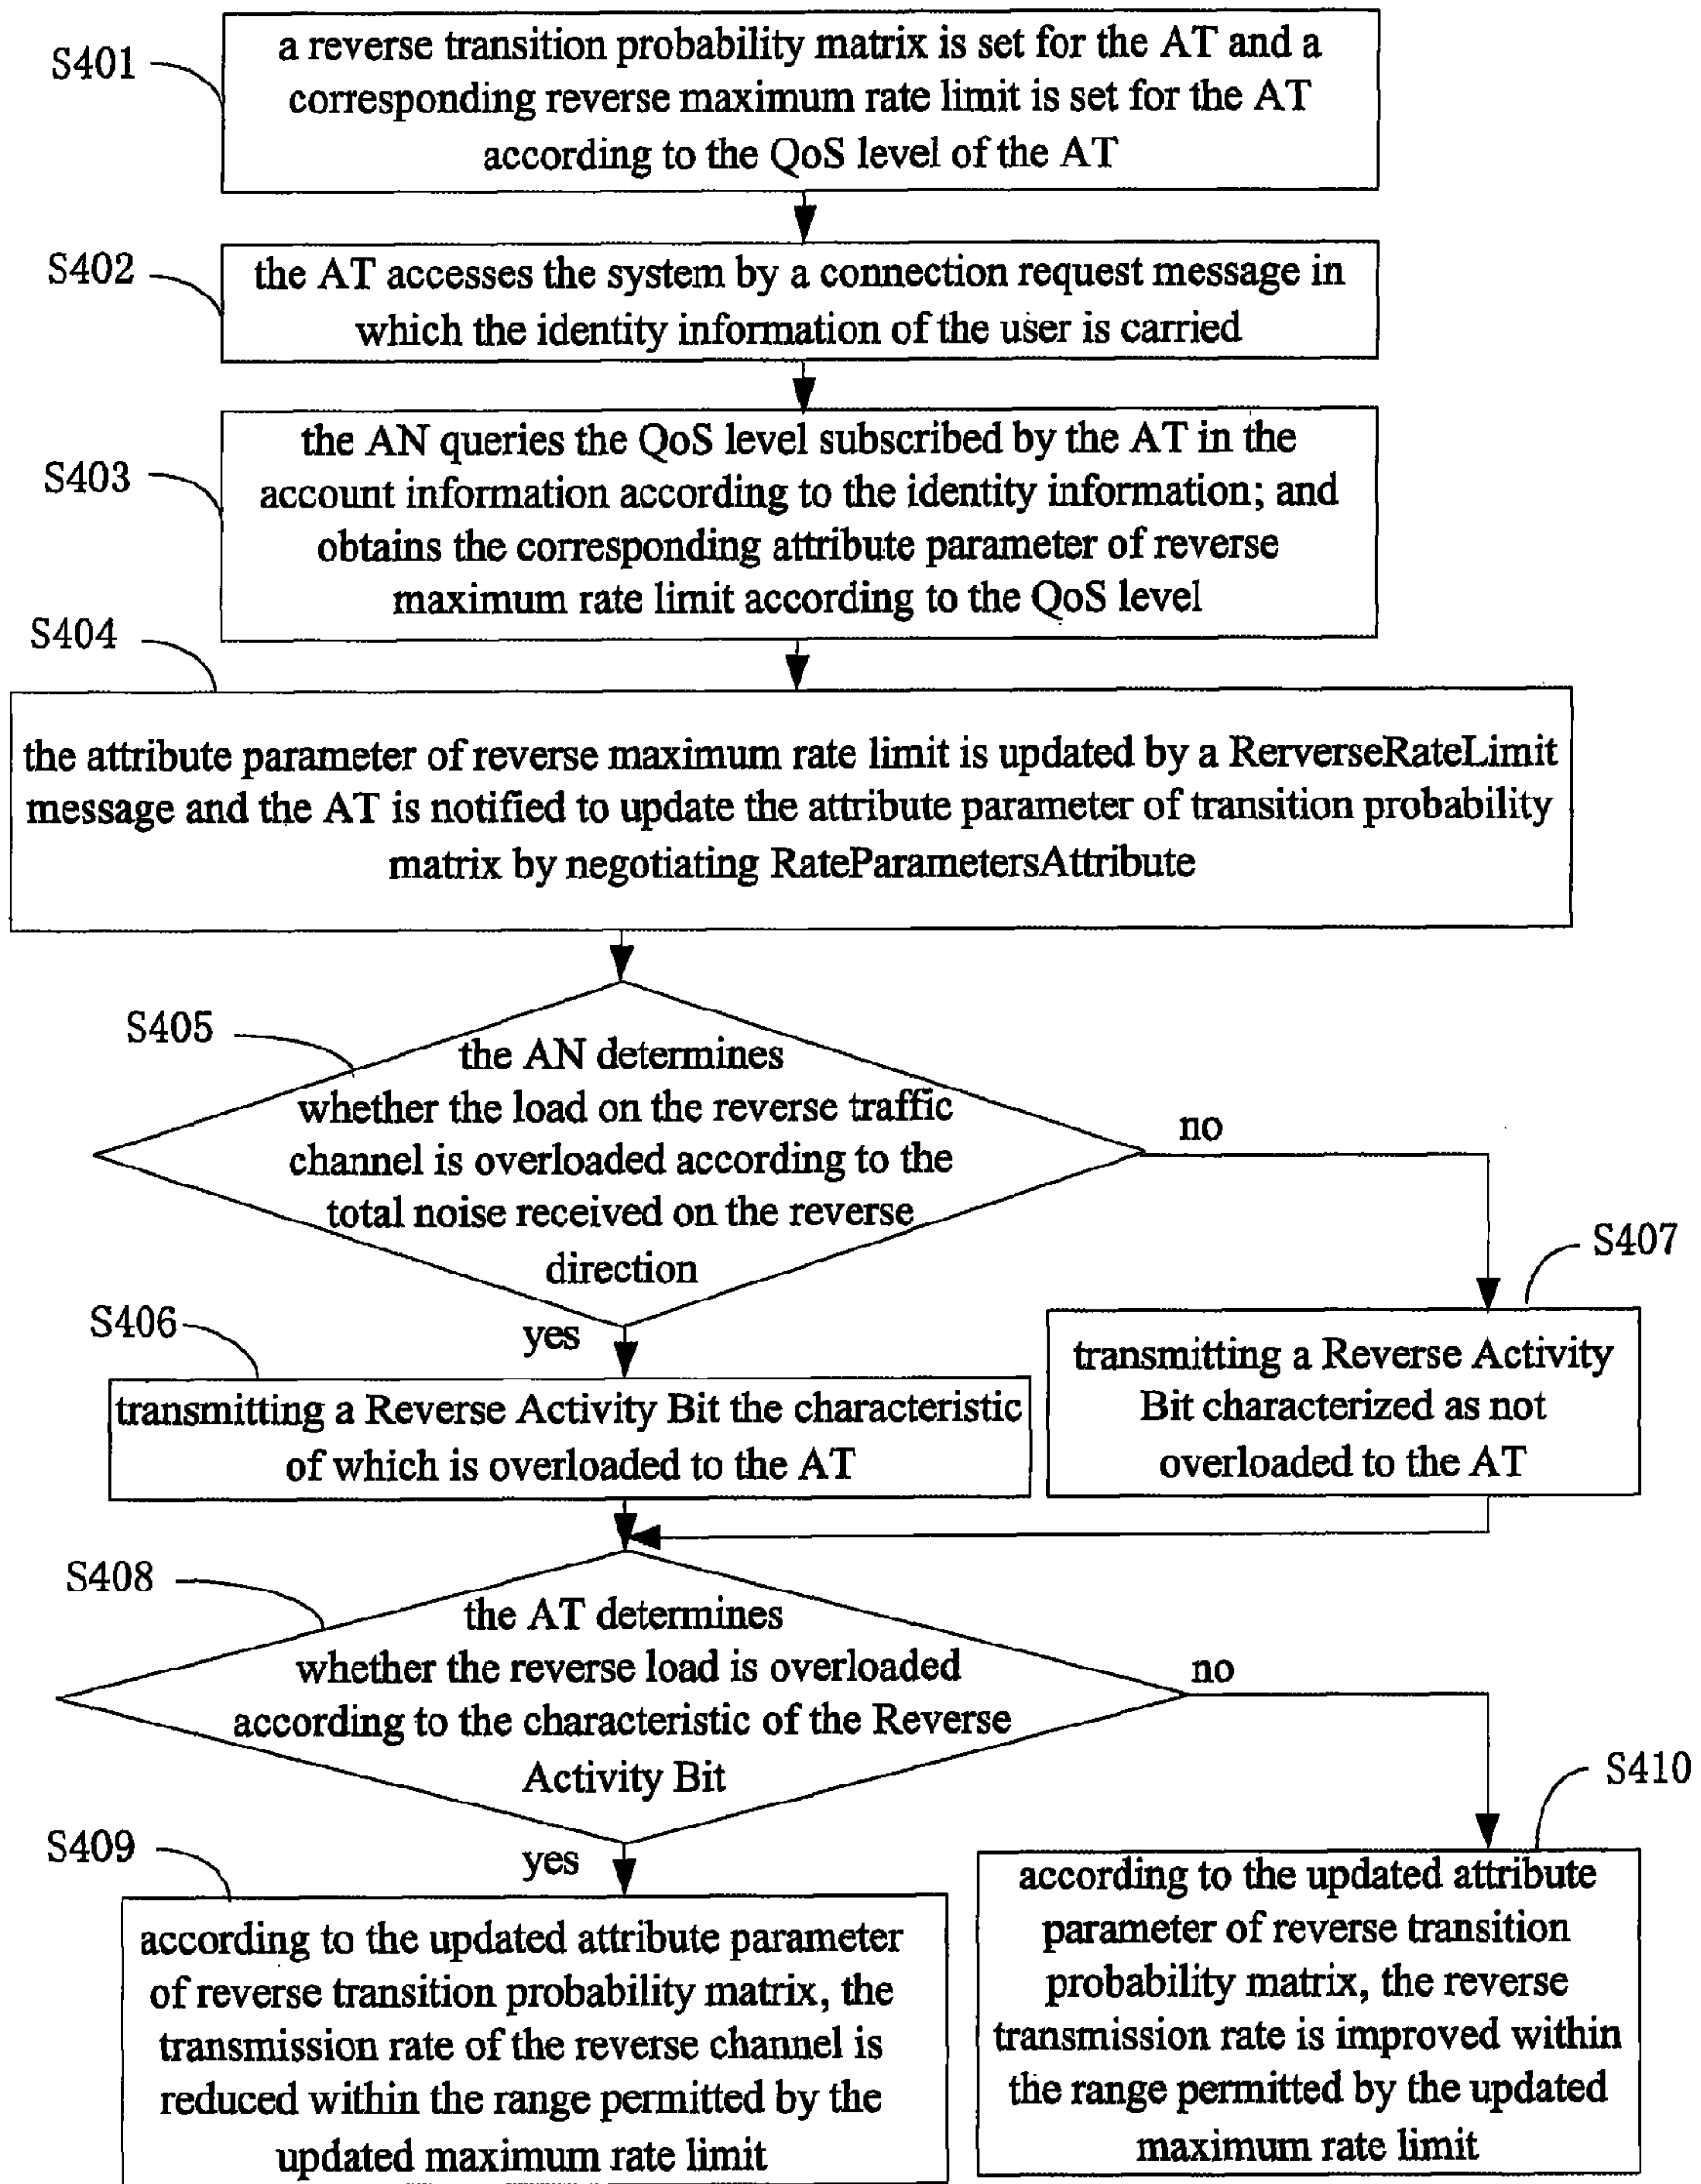 S401
a reverse transition probability matrix is set for the AT and a
corresponding reverse maximum rate limit is set for the AT
according to the QoS level of the AT
S402
the AT accesses the system by a connection request message in
which the identity information of the user is carried
S403
the AN queries the QoS level subscribed by the AT in the
account information according to the identity information; and
obtains the corresponding attribute parameter of reverse
maximum rate limit according to the QoS level
S404
the attribute parameter of reverse maximum rate limit is updated by a RerverseRateLimit
message and the AT is notified to update the attribute parameter of transition probability
matrix by negotiating RateParametersAttribute
S405
the AN determines
whether the load on the reverse traffic
channel is overloaded according to the
total noise received on the reverse
direction
no
yes
S406
transmitting a Reverse Activity Bit the characteristic
of which is overloaded to the AT
S407
transmitting a Reverse Activity
Bit characterized as not
overloaded to the AT
S408
the AT determines
whether the reverse load is overloaded
according to the characteristic of the Reverse
Activity Bit
no
yes
S409
according to the updated attribute parameter
of reverse transition probability matrix, the
transmission rate of the reverse channel is
reduced within the range permitted by the
updated maximum rate limit
S410
according to the updated attribute
parameter of reverse transition
probability matrix, the reverse
transmission rate is improved within
the range permitted by the updated
maximum rate limit